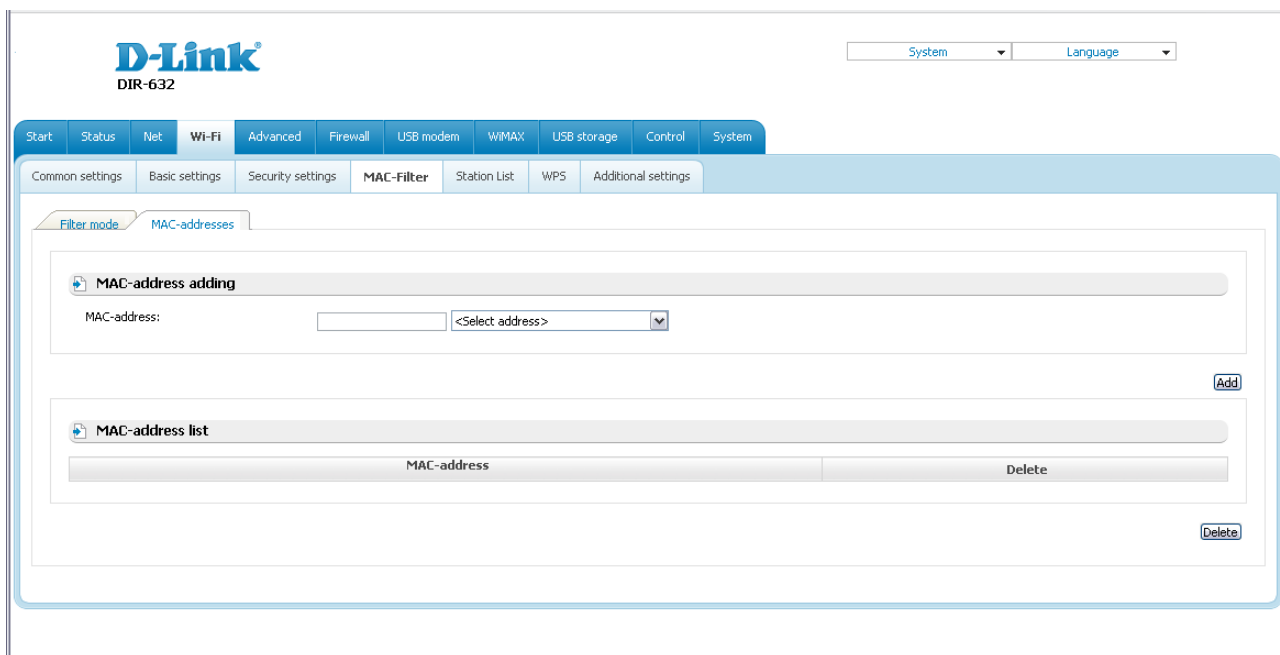 D-Link®
DIR-632
System Language
Start Status Net Wi-Fi Advanced Firewall USB modem WiMAX USB storage Control System
Common settings Basic settings Security settings MAC-Filter Station List WPS Additional settings
Filter mode MAC-addresses
MAC-address adding
MAC-address: <Select address>
Add
MAC-address list
MAC-address Delete
Delete